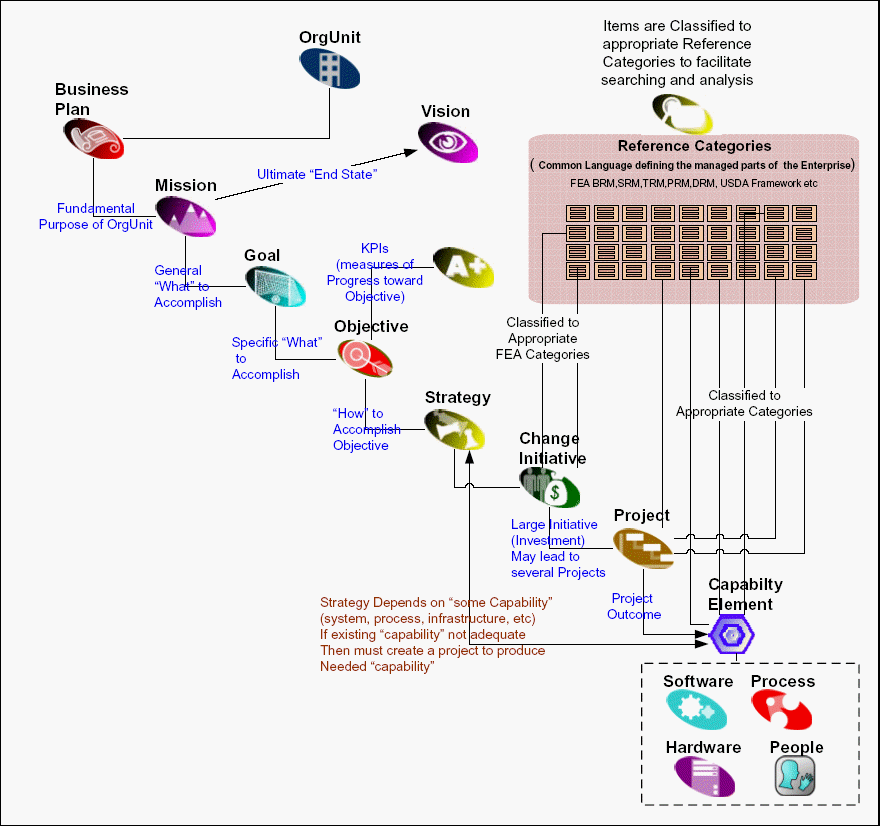 OrgUnit
Items are Classified to
appropriate Reference
Categories to facilitate
searching and analysis
Business
Plan
Vision
Reference Categories
( Common Language defining the managed parts of the Enterprise)
FEA BRM,SRM,TRM,PRM,DRM, USDA Framework etc
Ultimate “End State”
Mission
Fundamental
Purpose of OrgUnit
Goal
General
“What” to
Accomplish
KPIs
(measures of
Progress toward
Objective)
A+
Objective
Specific “What”
to
Accomplish
Classified to
Appropriate
FEA Categories
Strategy
“How” to
Accomplish
Objective
Classified to
Appropriate Categories
Change
Initiative
$
Large Initiative
(Investment)
May lead to
several Projects
Project
Project
Outcome
Capabilty
Element
Strategy Depends on “some Capability”
(system, process, infrastructure, etc)
If existing “capability” not adequate
Then must create a project to produce
Needed “capability”
Software
Process
Hardware
People